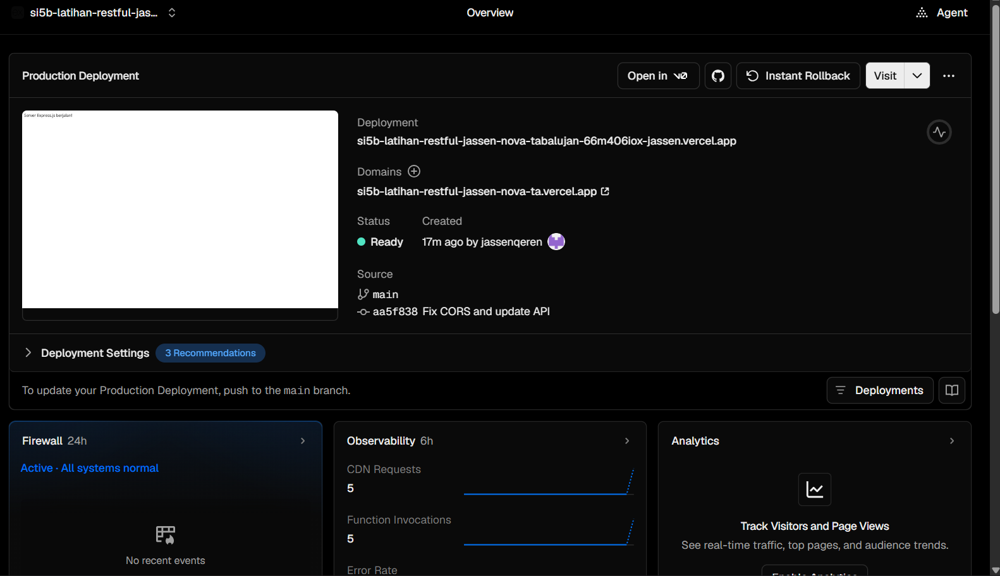 si5b-latihan-restful-jas...
Overview
Agent
Production Deployment
Open in v0
Instant Rollback
Visit
Server Express.js berjalan!
Deployment
si5b-latihan-restful-jassen-nova-tabalujan-66m406iox-jassen.vercel.app
Domains
si5b-latihan-restful-jassen-nova-ta.vercel.app
Status
Created
Ready
17m ago by jassenqeren
Source
main
aa5f838 Fix CORS and update API
Deployment Settings
3 Recommendations
To update your Production Deployment, push to the main branch.
Deployments
Firewall 24h
Active · All systems normal
No recent events
Observability 6h
CDN Requests
5
Function Invocations
5
Error Rate
Analytics
Track Visitors and Page Views
See real-time traffic, top pages, and audience trends.
Enable Analytics